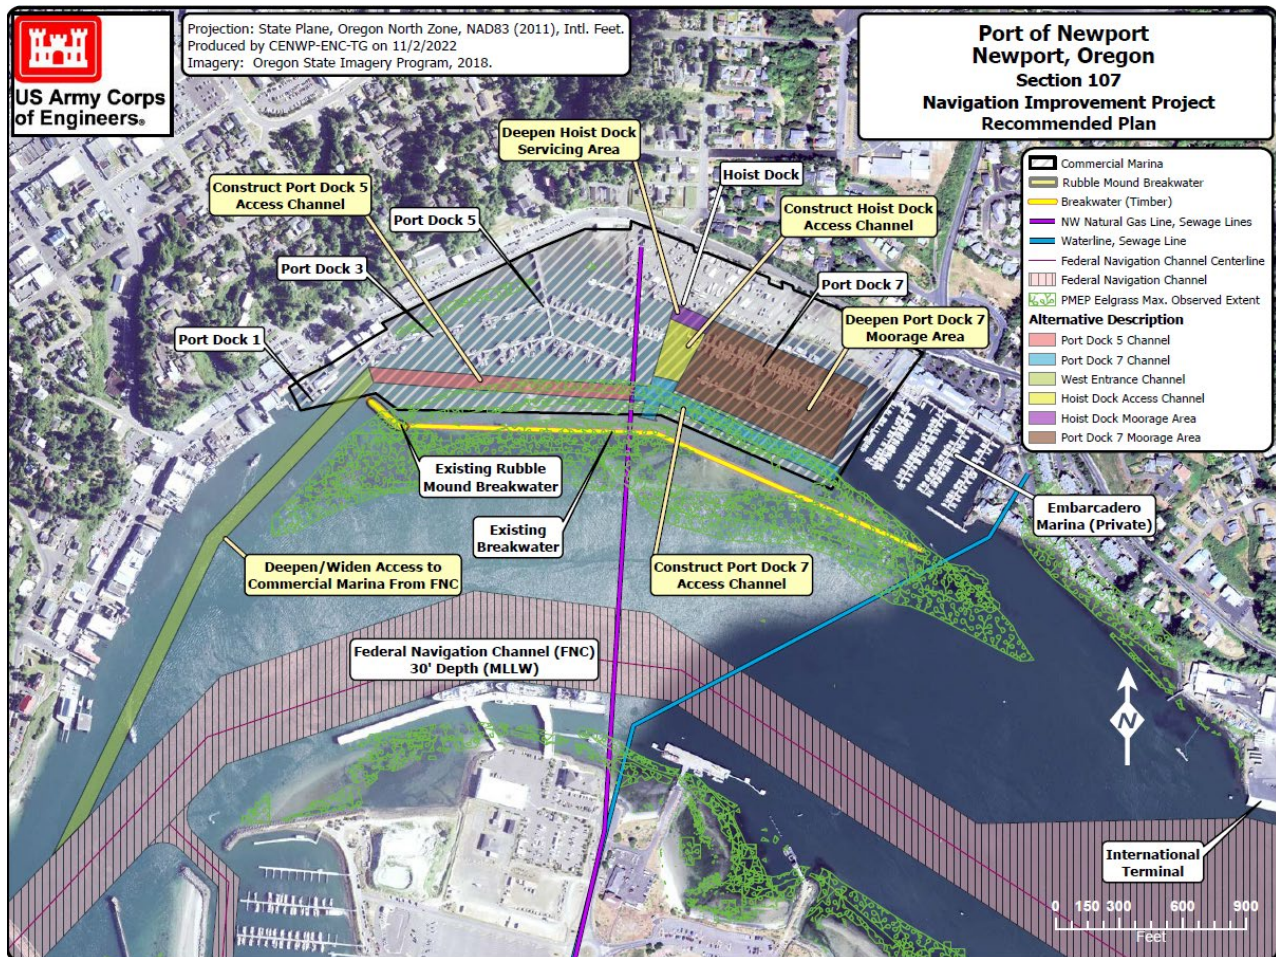 US Army Corps
of Engineers®
Projection: State Plane, Oregon North Zone, NAD83 (2011), Intl. Feet.
Produced by CENWP-ENC-TG on 11/2/2022
Imagery: Oregon State Imagery Program, 2018.
Port of Newport
Newport, Oregon
Section 107
Navigation Improvement Project
Recommended Plan
Commercial Marina
Rubble Mound Breakwater
Breakwater (Timber)
NW Natural Gas Line, Sewage Lines
Waterline, Sewage Line
Federal Navigation Channel Centerline
Federal Navigation Channel
PMEP Eelgrass Max. Observed Extent
Alternative Description
Port Dock 5 Channel
Port Dock 7 Channel
West Entrance Channel
Hoist Dock Access Channel
Hoist Dock Moorage Area
Port Dock 7 Moorage Area
Deepen Hoist Dock
Servicing Area
Hoist Dock
Construct Port Dock 5
Access Channel
Port Dock 5
Construct Hoist Dock
Access Channel
Port Dock 3
Port Dock 7
Port Dock 1
Deepen Port Dock 7
Moorage Area
Existing Rubble
Mound Breakwater
Existing
Breakwater
Embarcadero
Marina (Private)
Deepen/Widen Access to
Commercial Marina From FNC
Construct Port Dock 7
Access Channel
Federal Navigation Channel (FNC)
30' Depth (MLLW)
N
International
Terminal
0 150 300 600 900
Feet